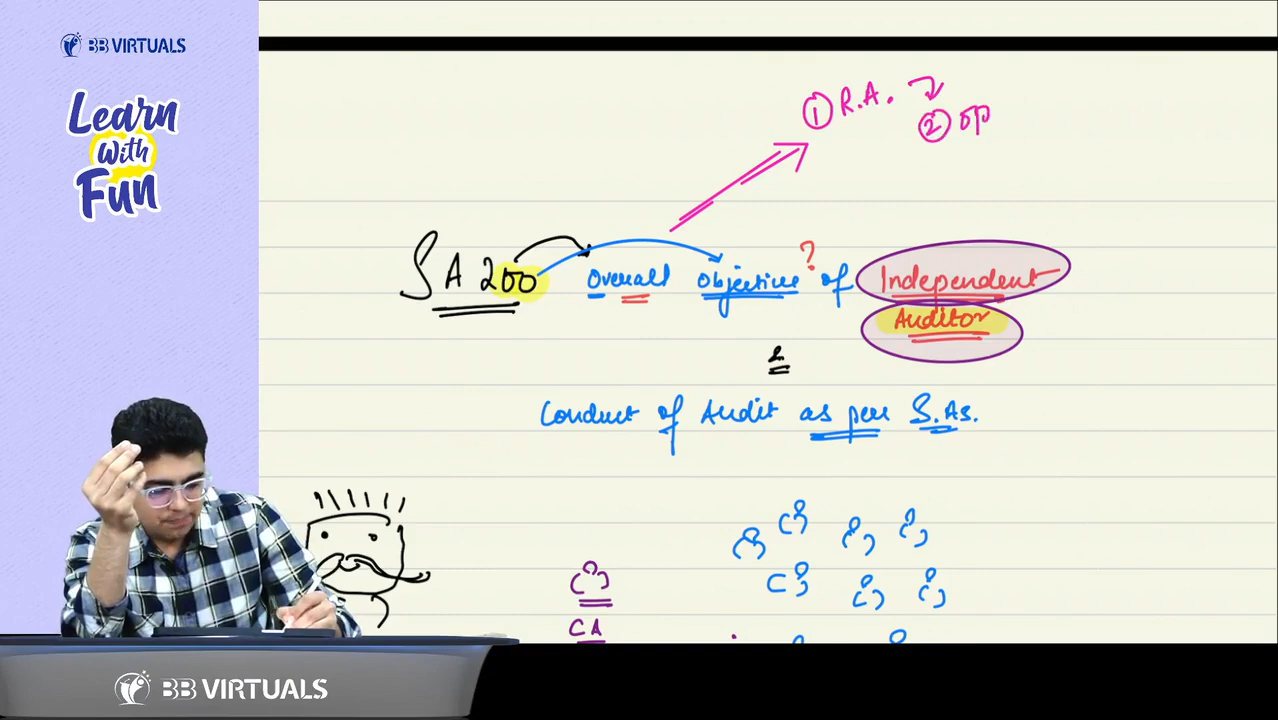 BB VIRTUALS
Learn
with
Fun
① R.A.
② op
SA 200 Overall Objective ? of Independent
Auditor
&
Conduct of Audit as per S.As.
CA
BB VIRTUALS